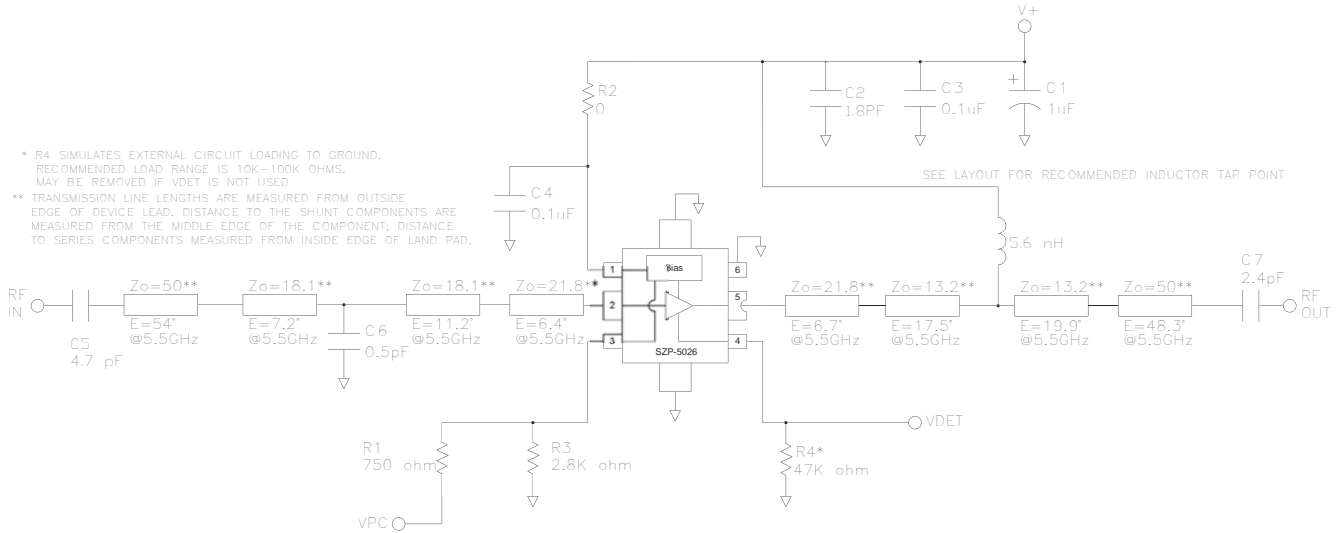 V+
R2
0
C2
1.8PF
C3
0.1uF
+
C1
1uF
* R4 SIMULATES EXTERNAL CIRCUIT LOADING TO GROUND.
RECOMMENDED LOAD RANGE IS 10K-100K OHMS.
MAY BE REMOVED IF VDET IS NOT USED
** TRANSMISSION LINE LENGTHS ARE MEASURED FROM OUTSIDE
EDGE OF DEVICE LEAD. DISTANCE TO THE SHUNT COMPONENTS ARE
MEASURED FROM THE MIDDLE EDGE OF THE COMPONENT; DISTANCE
TO SERIES COMPONENTS MEASURED FROM INSIDE EDGE OF LAND PAD.
SEE LAYOUT FOR RECOMMENDED INDUCTOR TAP POINT
C4
0.1uF
5.6 nH
1
Bias
6
RF
IN
C5
4.7 pF
Zo=50**
E=54°
@5.5GHz
Zo=18.1**
E=7.2°
@5.5GHz
C6
0.5pF
Zo=18.1**
E=11.2°
@5.5GHz
Zo=21.8**
E=6.4°
@5.5GHz
2
5
3
4
SZP-5026
Zo=21.8**
E=6.7°
@5.5GHz
Zo=13.2**
E=17.5°
@5.5GHz
Zo=13.2**
E=19.9°
@5.5GHz
Zo=50**
E=48.3°
@5.5GHz
C7
2.4pF
RF
OUT
R1
750 ohm
R3
2.8K ohm
R4*
47K ohm
VDET
VPC